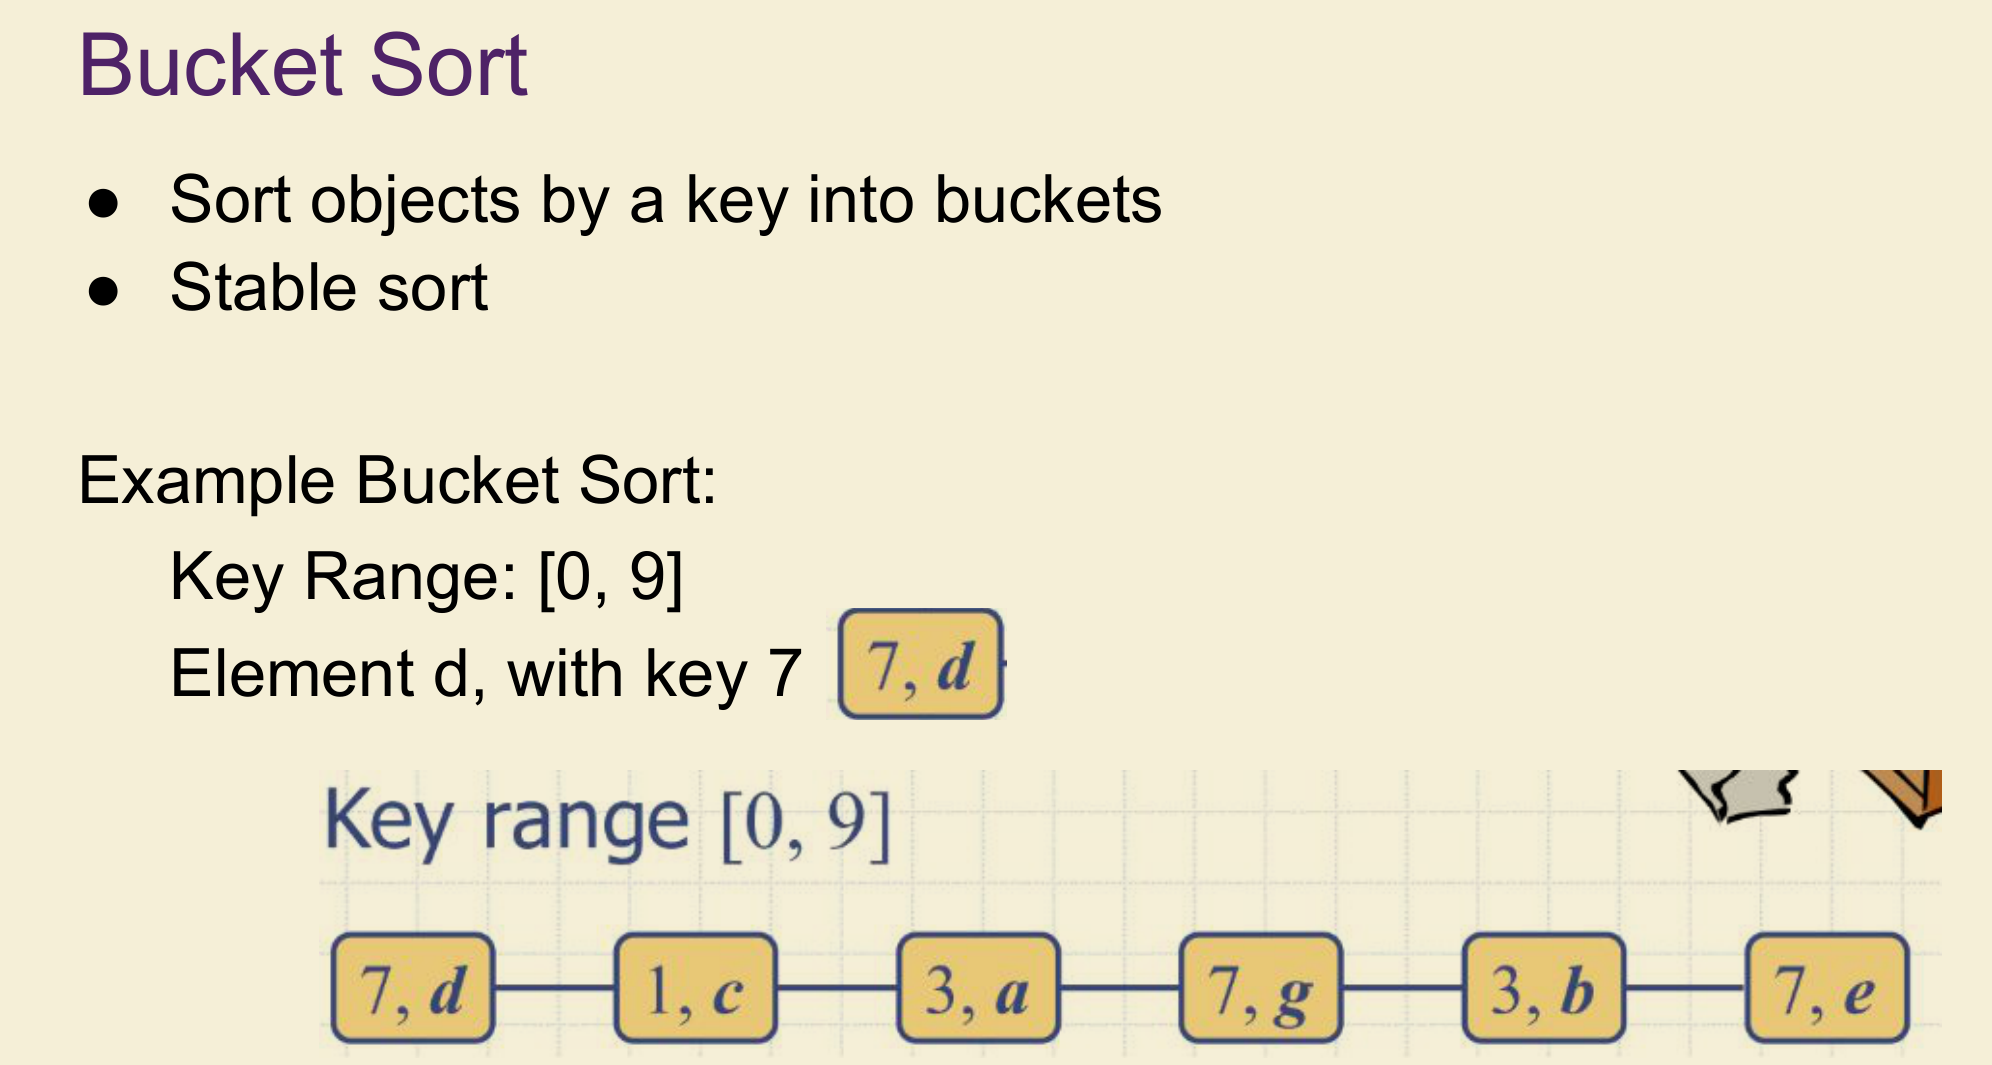 Bucket Sort
● Sort objects by a key into buckets
● Stable sort
Example Bucket Sort:
Key Range: [0, 9]
Element d, with key 7 7, d
Key range [0, 9]
7, d 1, c 3, a 7, g 3, b 7, e